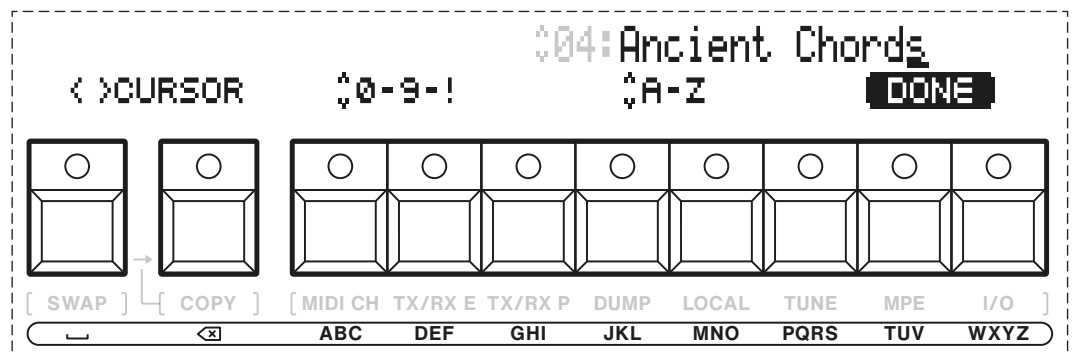 04:Ancient Chords
< >CURSOR 0-9-! A-Z DONE
[ SWAP ] [ COPY ] [ MIDI CH TX/RX E TX/RX P DUMP LOCAL TUNE MPE I/O ]
ABC DEF GHI JKL MNO PQRS TUV WXYZ